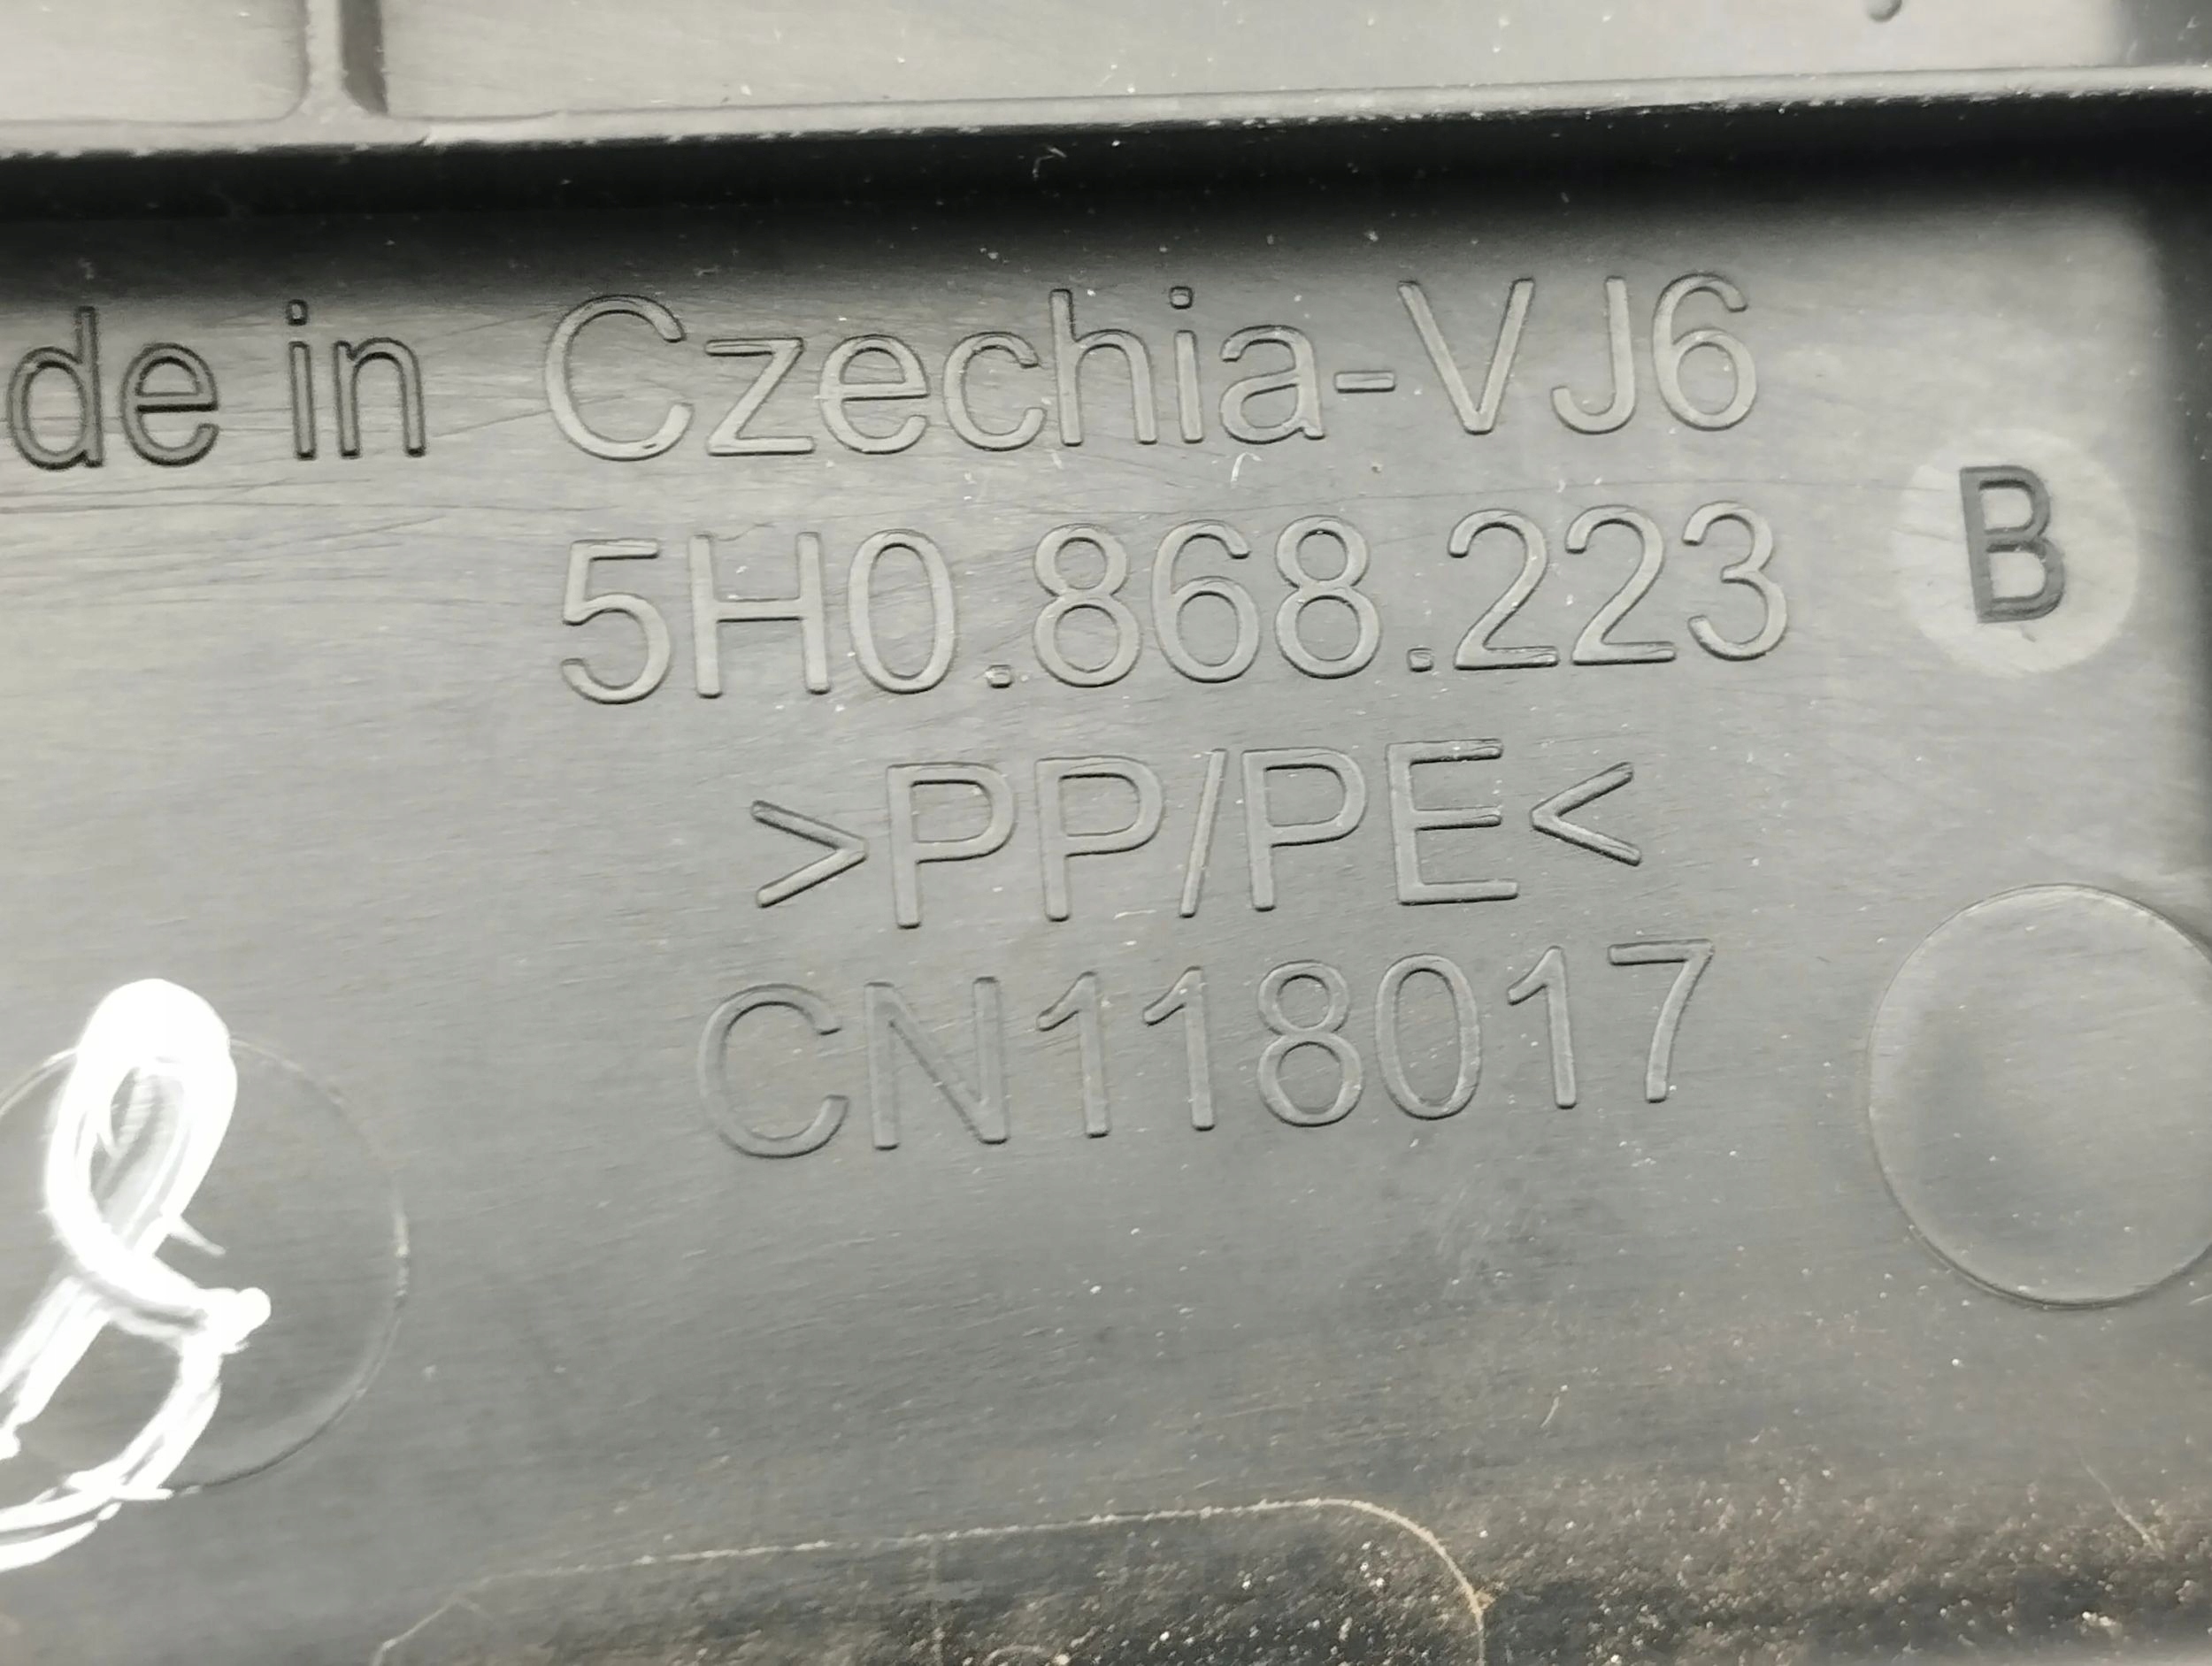 de in Czechia-VJ6
5H0.868.223 B
>PP/PE<
CN118017